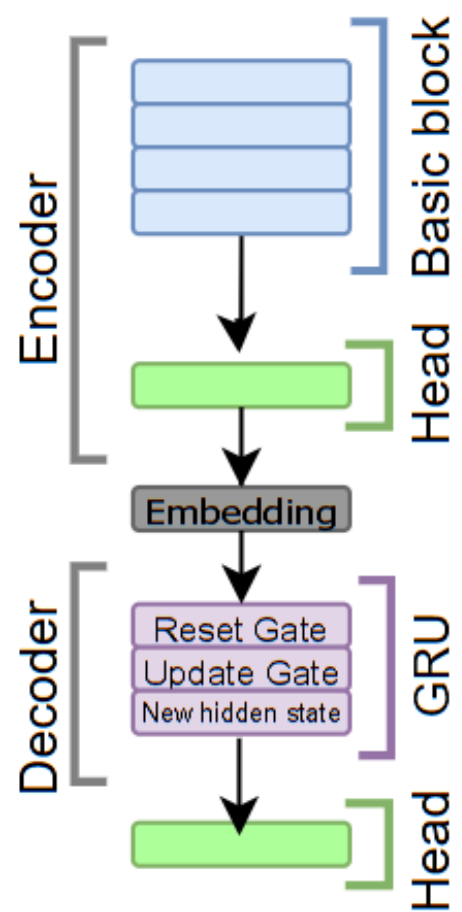 Basic block
Encoder
Head
Embedding
Decoder
Reset Gate
Update Gate
New hidden state
GRU
Head